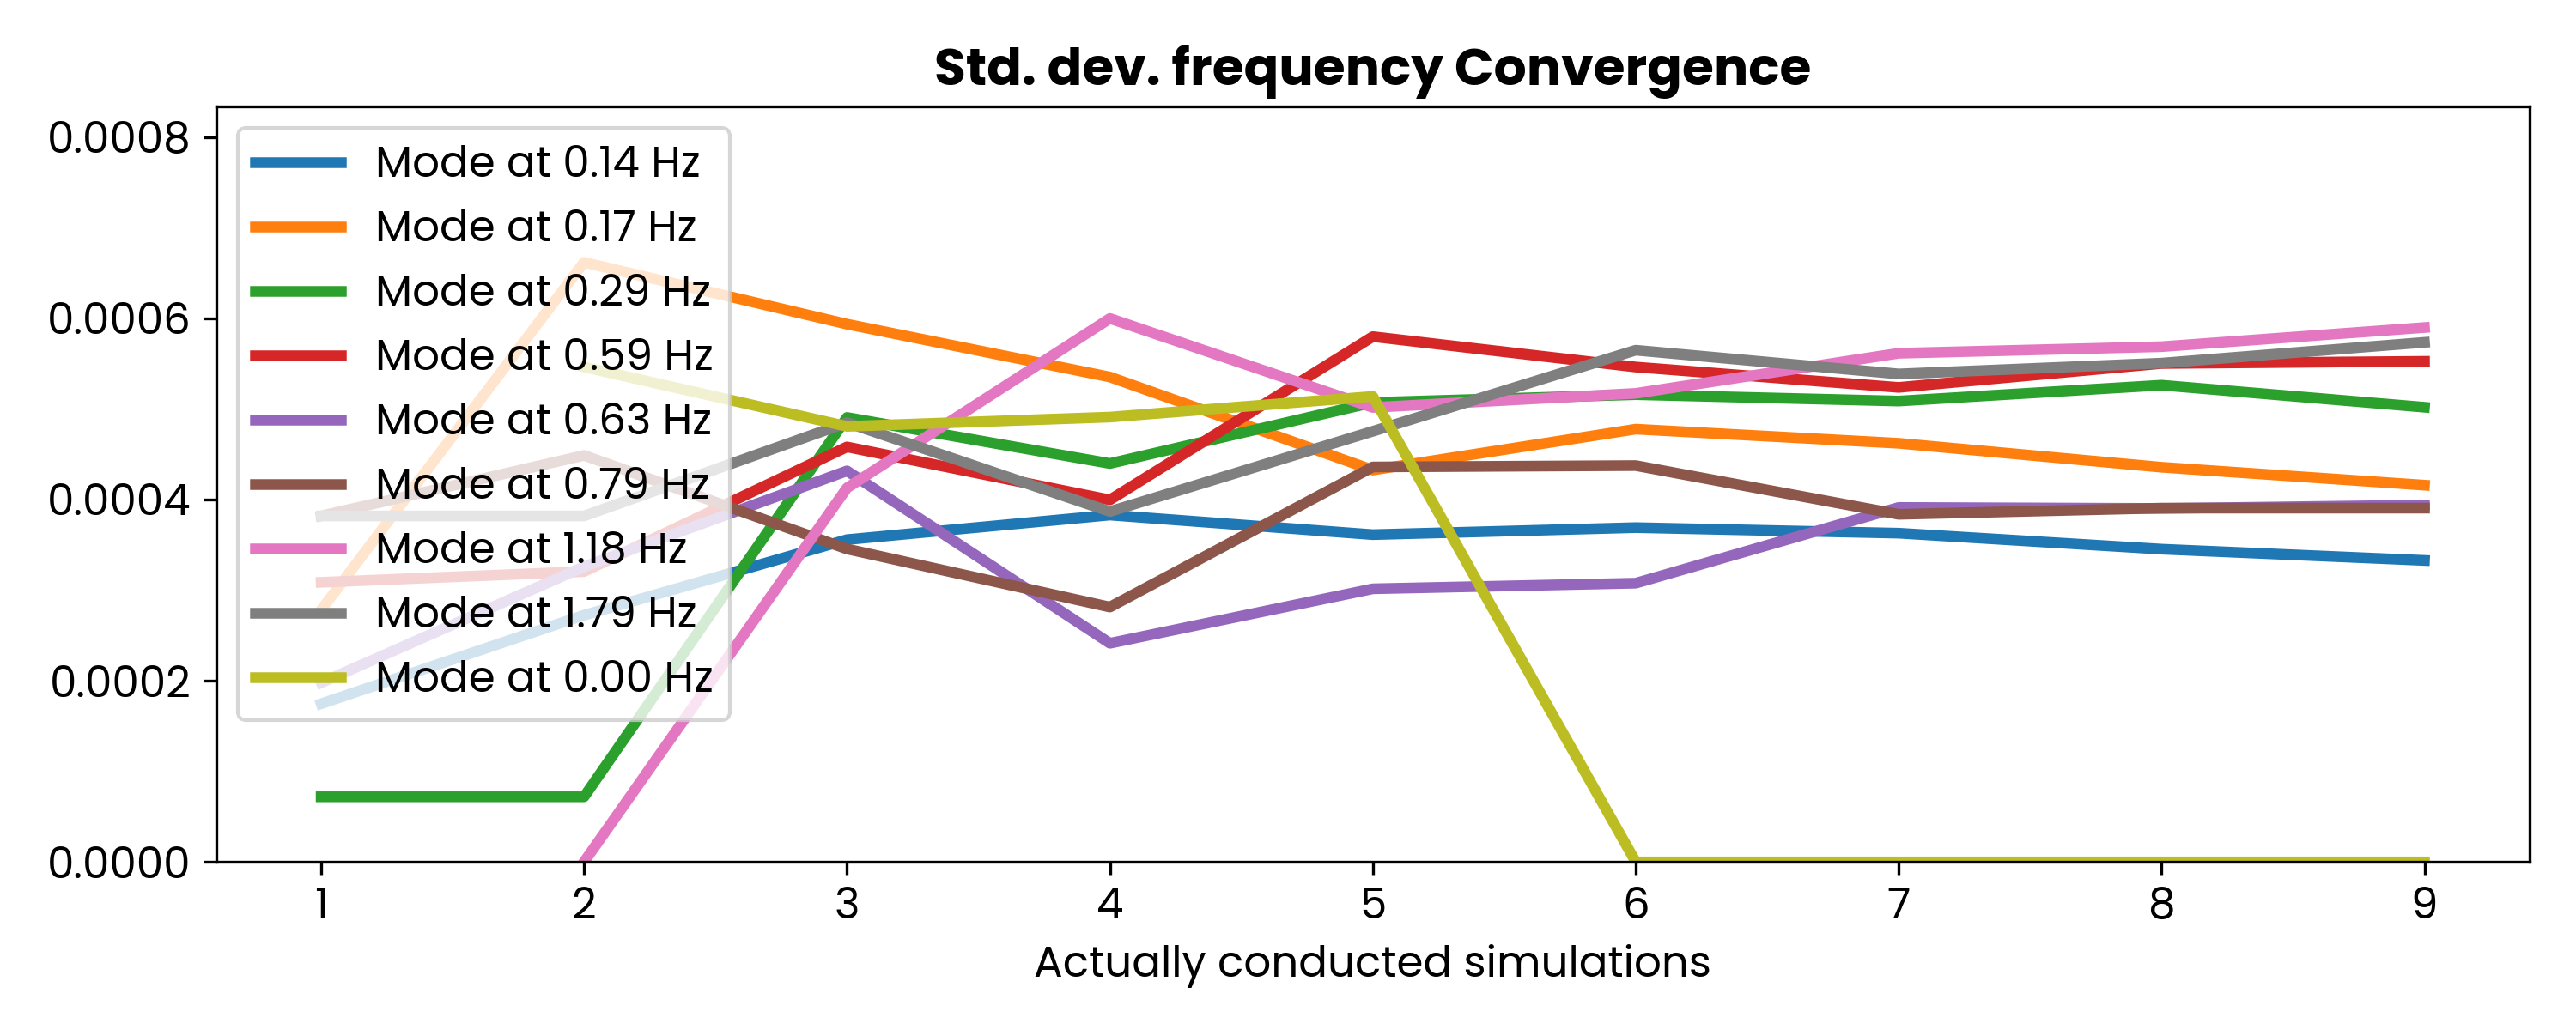 Std. dev. frequency Convergence
0.0008
0.0006
0.0004
0.0002
0.0000
Mode at 0.14 Hz
Mode at 0.17 Hz
Mode at 0.29 Hz
Mode at 0.59 Hz
Mode at 0.63 Hz
Mode at 0.79 Hz
Mode at 1.18 Hz
Mode at 1.79 Hz
Mode at 0.00 Hz
1 2 3 4 5 6 7 8 9
Actually conducted simulations